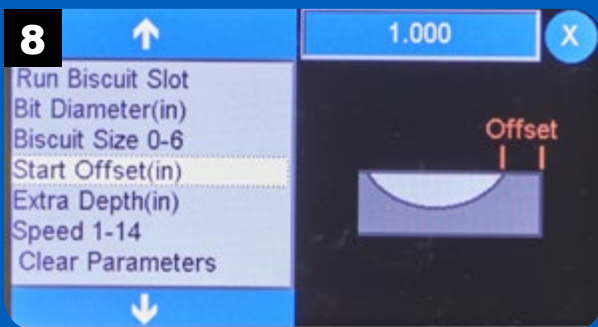 8
1.000
X
Run Biscuit Slot
Bit Diameter(in)
Biscuit Size 0-6
Start Offset(in)
Extra Depth(in)
Speed 1-14
Clear Parameters
Offset